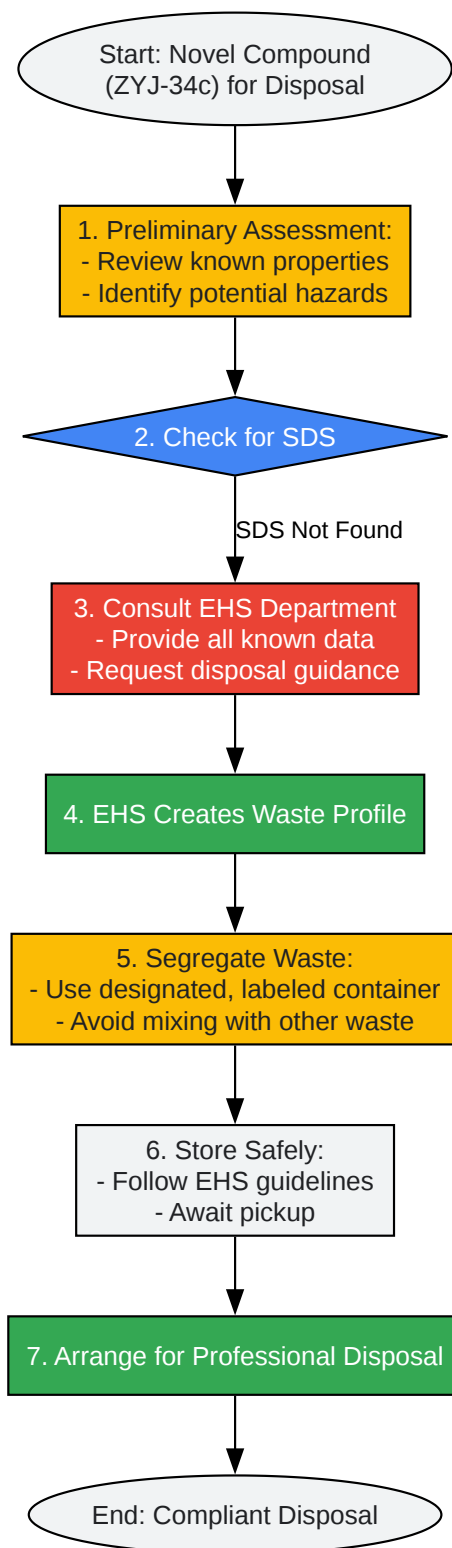 Start: Novel Compound
(ZYJ-34c) for Disposal
1. Preliminary Assessment:
- Review known properties
- Identify potential hazards
2. Check for SDS
SDS Not Found
3. Consult EHS Department
- Provide all known data
- Request disposal guidance
4. EHS Creates Waste Profile
5. Segregate Waste:
- Use designated, labeled container
- Avoid mixing with other waste
6. Store Safely:
- Follow EHS guidelines
- Await pickup
7. Arrange for Professional Disposal
End: Compliant Disposal